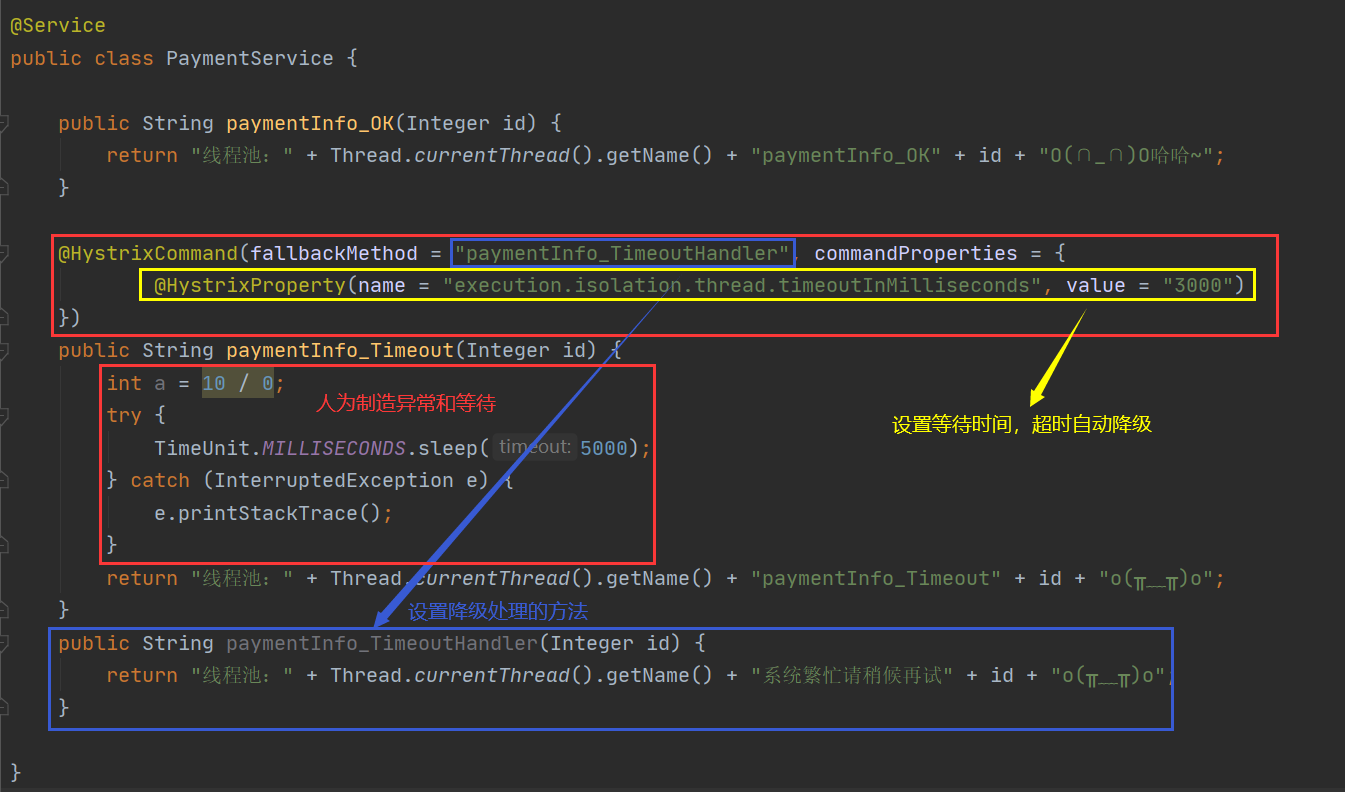 @Service
public class PaymentService {
public String paymentInfo_OK(Integer id) {
return "线程池：" + Thread.currentThread().getName() + "paymentInfo_OK" + id + "O(∩_∩)O哈哈~";
}
@HystrixCommand(fallbackMethod = "paymentInfo_TimeoutHandler", commandProperties = {
@HystrixProperty(name = "execution.isolation.thread.timeoutInMilliseconds", value = "3000")
})
public String paymentInfo_Timeout(Integer id) {
int a = 10 / 0;
人为制造异常和等待
try {
设置等待时间，超时自动降级
TimeUnit.MILLISECONDS.sleep( timeout: 5000);
} catch (InterruptedException e) {
e.printStackTrace();
}
return "线程池：" + Thread.currentThread().getName() + "paymentInfo_Timeout" + id + "o(╥﹏╥)o";
}
设置降级处理的方法
public String paymentInfo_TimeoutHandler(Integer id) {
return "线程池：" + Thread.currentThread().getName() + "系统繁忙请稍候再试" + id + "o(╥﹏╥)o";
}
}